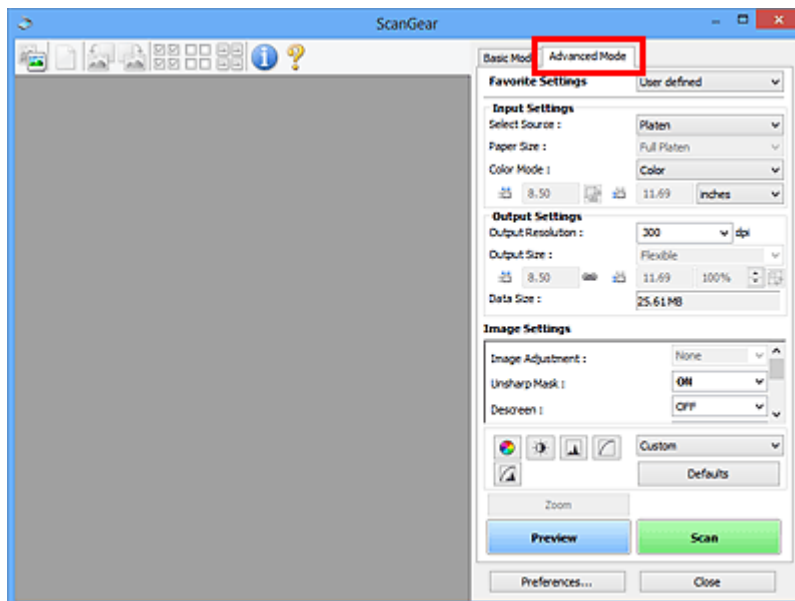 ScanGear
Basic Mod Advanced Mode
Favorite Settings User defined
Input Settings
Select Source : Platen
Paper Size : Full Platen
Color Mode : Color
8.50 11.69 inches
Output Settings
Output Resolution : 300 dpi
Output Size : Flexible
8.50 11.69 100%
Data Size : 25.61MB
Image Settings
Image Adjustment : None
Unsharp Mask : ON
Descreen : OFF
Custom
Defaults
Zoom
Preview Scan
Preferences... Close